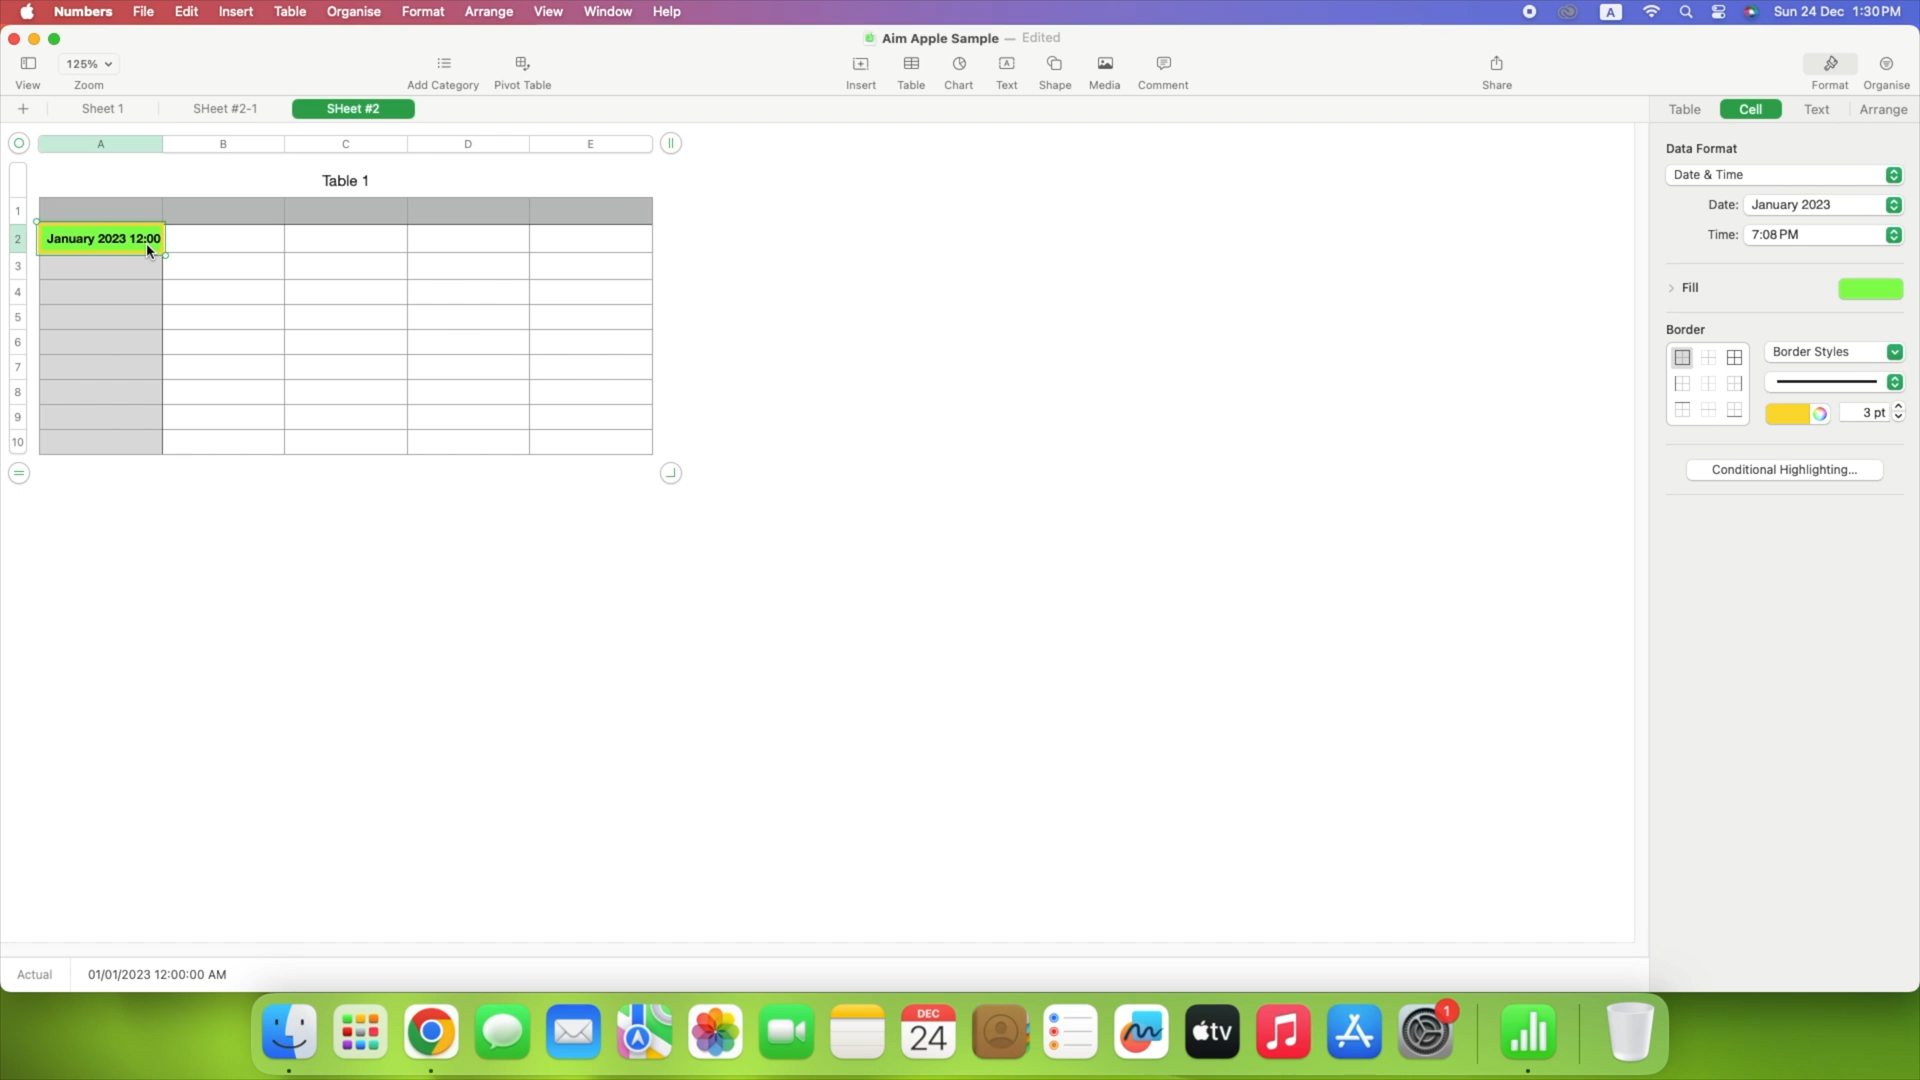 Numbers File Edit Insert Table Organise Format Arrange View Window Help A Sun 24 Dec 1:30 PM
Aim Apple Sample — Edited
125%
View Zoom Add Category Pivot Table Insert Table Chart Text Shape Media Comment Share Format Organise
Sheet 1 SHeet #2-1 SHeet #2 Table Cell Text Arrange
A B C D E
Table 1
1
2 January 2023 12:00
3
4
5
6
7
8
9
10
Data Format
Date & Time
Date: January 2023
Time: 7:08 PM
Fill
Border
Border Styles
3 pt
Conditional Highlighting...
Actual 01/01/2023 12:00:00 AM
DEC
24
tv
1